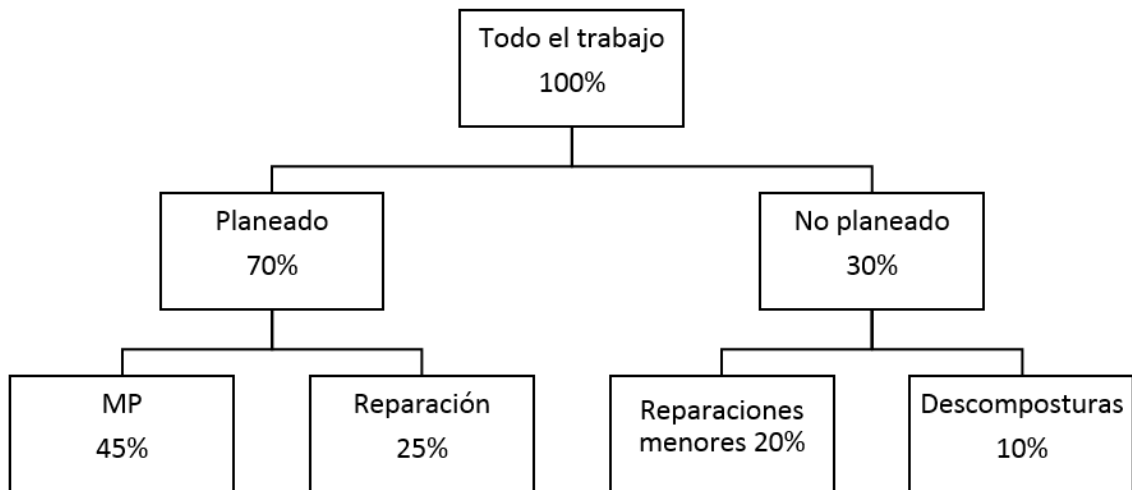 Todo el trabajo
100%
Planeado
70%
No planeado
30%
MP
45%
Reparación
25%
Reparaciones
menores 20%
Descomposturas
10%